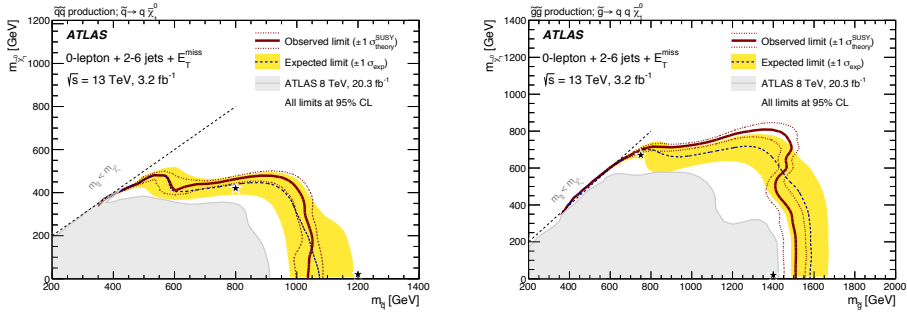 q̃q̃ production; q̃→ q χ̃₁⁰
m_χ̃₁⁰ [GeV]
1200
1000
800
600
400
200
0
ATLAS
0-lepton + 2-6 jets + E_T^miss
√s = 13 TeV, 3.2 fb⁻¹
Observed limit (±1 σ_theory^SUSY)
Expected limit (±1 σ_exp)
ATLAS 8 TeV, 20.3 fb⁻¹
All limits at 95% CL
m_q̃ < m_χ̃₁⁰
200 400 600 800 1000 1200 1400
m_q̃ [GeV]
g̃g̃ production; g̃→ q q χ̃₁⁰
m_χ̃₁⁰ [GeV]
1400
1200
1000
800
600
400
200
0
ATLAS
0-lepton + 2-6 jets + E_T^miss
√s = 13 TeV, 3.2 fb⁻¹
Observed limit (±1 σ_theory^SUSY)
Expected limit (±1 σ_exp)
ATLAS 8 TeV, 20.3 fb⁻¹
All limits at 95% CL
m_g̃ < m_χ̃₁⁰
200 400 600 800 1000 1200 1400 1600 1800 2000
m_g̃ [GeV]